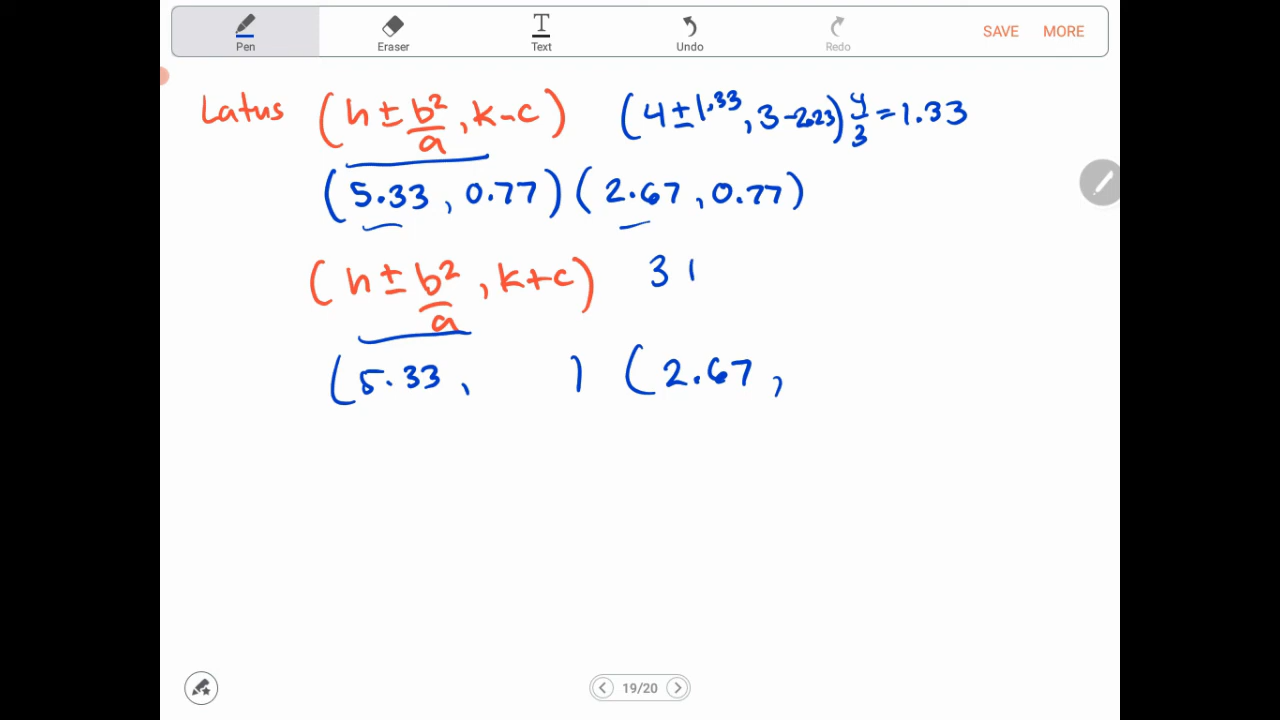 Pen Eraser Text Undo Redo SAVE MORE
Latus (h ± b²/a, k - c) (4 ± 1.33, 3 - 2.23) 4/3 = 1.33
(5.33, 0.77) (2.67, 0.77)
(h ± b²/a, k + c) 3
(5.33, ) (2.67,
19/20